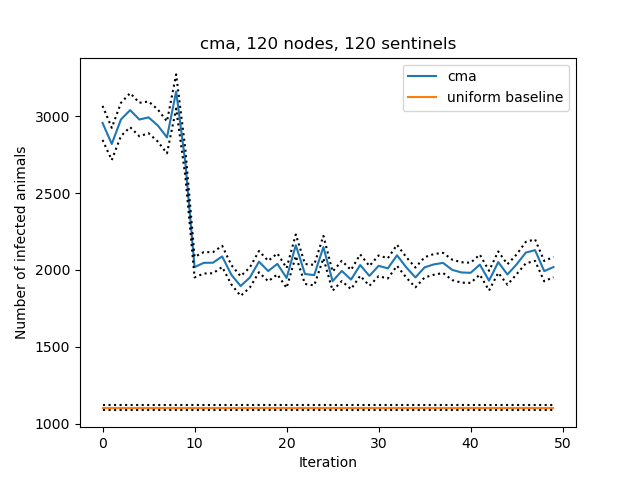 cma, 120 nodes, 120 sentinels
cma
uniform baseline
Number of infected animals
3000
2500
2000
1500
1000
0
10
20
30
40
50
Iteration